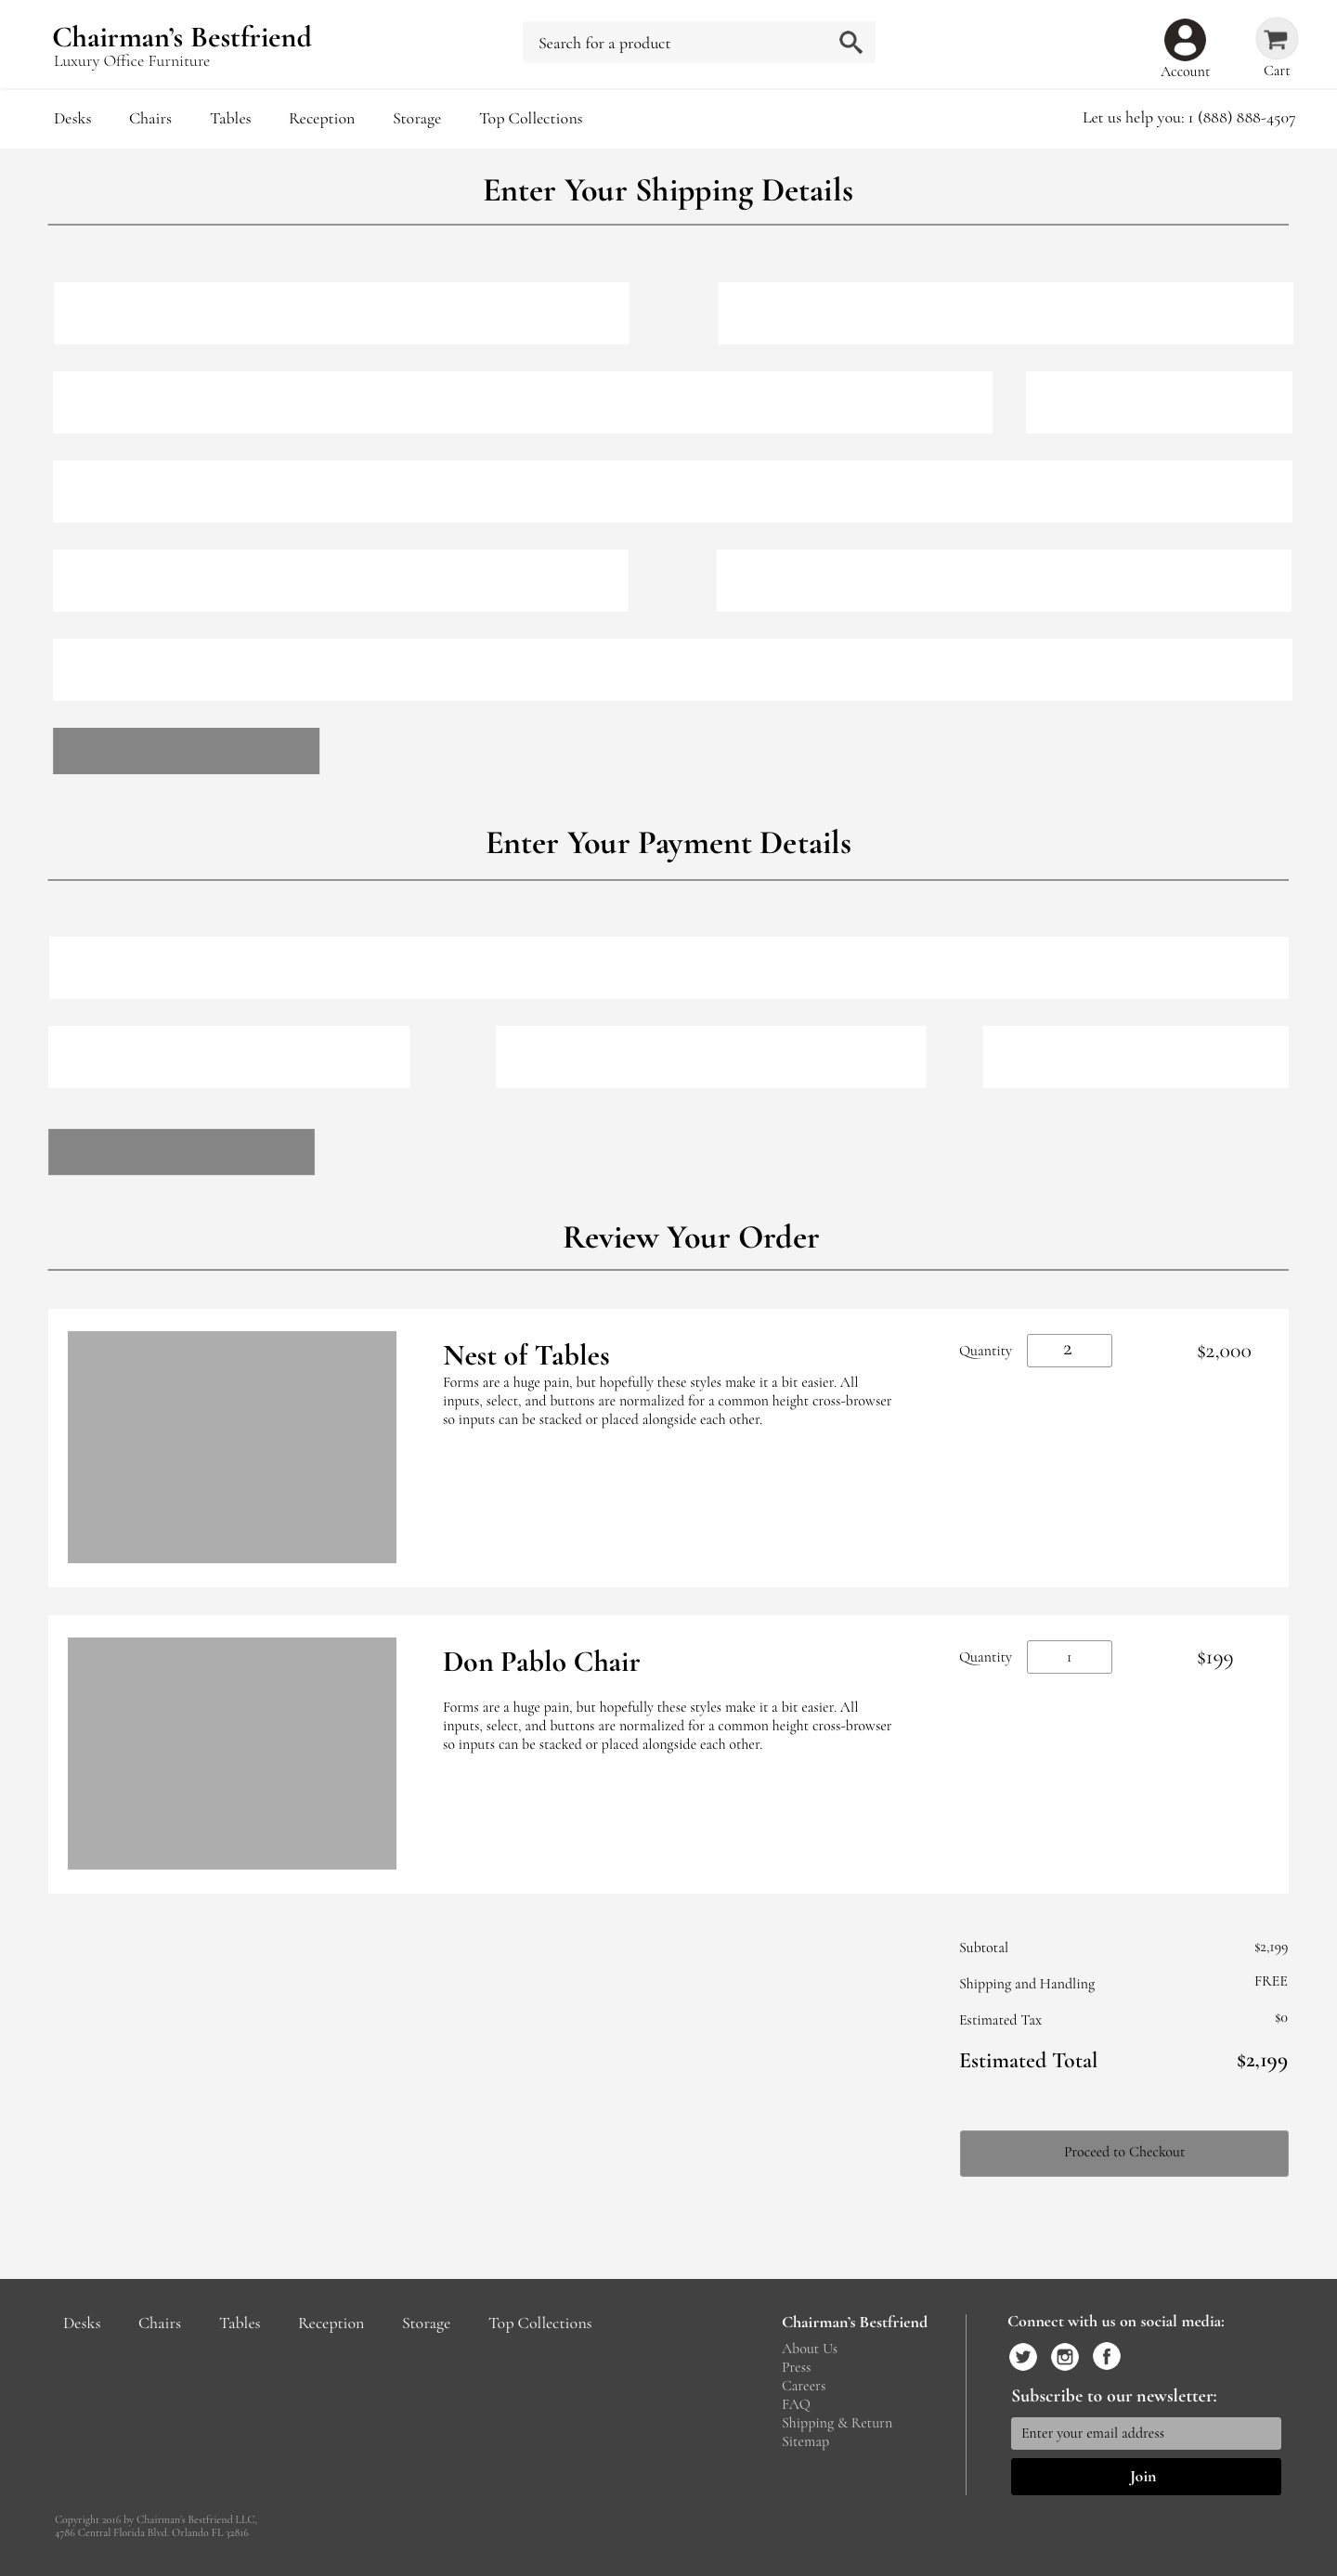 Chairman's Bestfriend
Luxury Office Furniture
Search for a product
Account
Cart
Desks Chairs Tables Reception Storage Top Collections
Let us help you: 1 (888) 888-4507
Enter Your Shipping Details
Enter Your Payment Details
Review Your Order
Nest of Tables
Forms are a huge pain, but hopefully these styles make it a bit easier. All
inputs, select, and buttons are normalized for a common height cross-browser
so inputs can be stacked or placed alongside each other.
Quantity 2 $2,000
Don Pablo Chair
Forms are a huge pain, but hopefully these styles make it a bit easier. All
inputs, select, and buttons are normalized for a common height cross-browser
so inputs can be stacked or placed alongside each other.
Quantity 1 $199
Subtotal $2,199
Shipping and Handling FREE
Estimated Tax $0
Estimated Total $2,199
Proceed to Checkout
Desks Chairs Tables Reception Storage Top Collections
Chairman's Bestfriend
About Us
Press
Careers
FAQ
Shipping & Return
Sitemap
Connect with us on social media:
Subscribe to our newsletter:
Enter your email address
Join
Copyright 2016 by Chairman's Bestfriend LLC,
4786 Central Florida Blvd. Orlando FL 32816